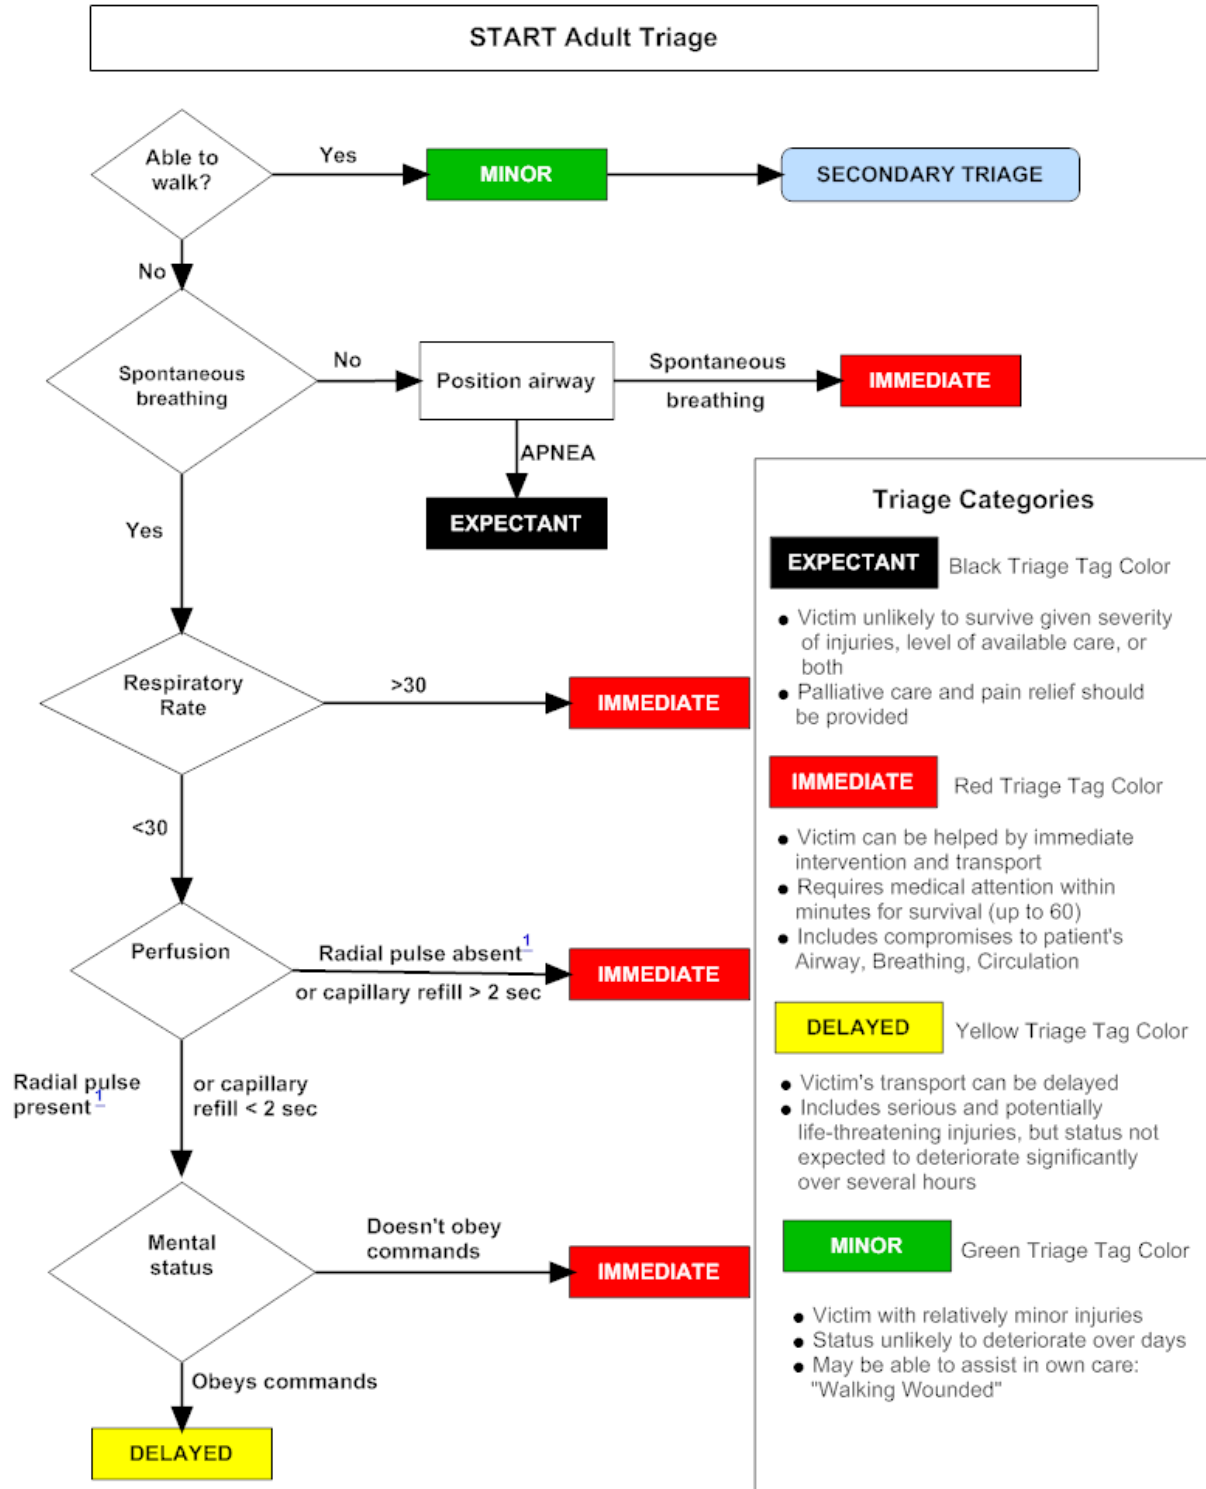 START Adult Triage
Able to
walk?
Yes
MINOR
SECONDARY TRIAGE
No
Spontaneous
breathing
No
Position airway
Spontaneous
breathing
IMMEDIATE
APNEA
EXPECTANT
Yes
Respiratory
Rate
>30
IMMEDIATE
<30
Perfusion
Radial pulse absent 1
or capillary refill > 2 sec
IMMEDIATE
Radial pulse
present 1
or capillary
refill < 2 sec
Mental
status
Doesn't obey
commands
IMMEDIATE
Obeys commands
DELAYED
Triage Categories
EXPECTANT Black Triage Tag Color
● Victim unlikely to survive given severity
of injuries, level of available care, or
both
● Palliative care and pain relief should
be provided
IMMEDIATE Red Triage Tag Color
● Victim can be helped by immediate
intervention and transport
● Requires medical attention within
minutes for survival (up to 60)
● Includes compromises to patient's
Airway, Breathing, Circulation
DELAYED Yellow Triage Tag Color
● Victim's transport can be delayed
● Includes serious and potentially
life-threatening injuries, but status not
expected to deteriorate significantly
over several hours
MINOR Green Triage Tag Color
● Victim with relatively minor injuries
● Status unlikely to deteriorate over days
● May be able to assist in own care:
"Walking Wounded"